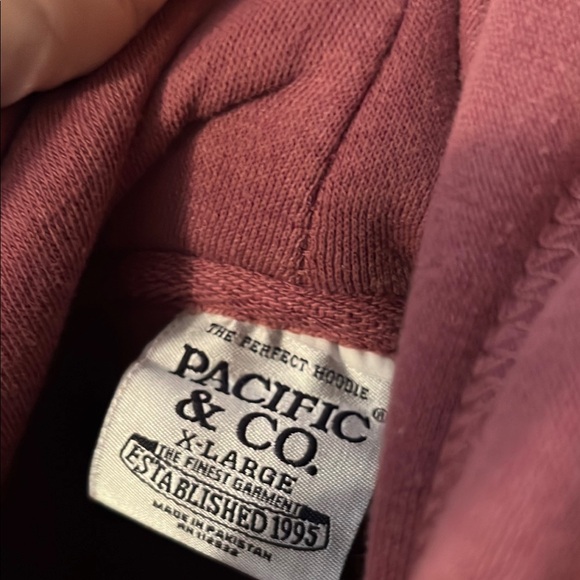 THE PERFECT HOODIE
PACIFIC®
& CO.
X-LARGE
THE FINEST GARMENT
ESTABLISHED 1995
MADE IN PAKISTAN